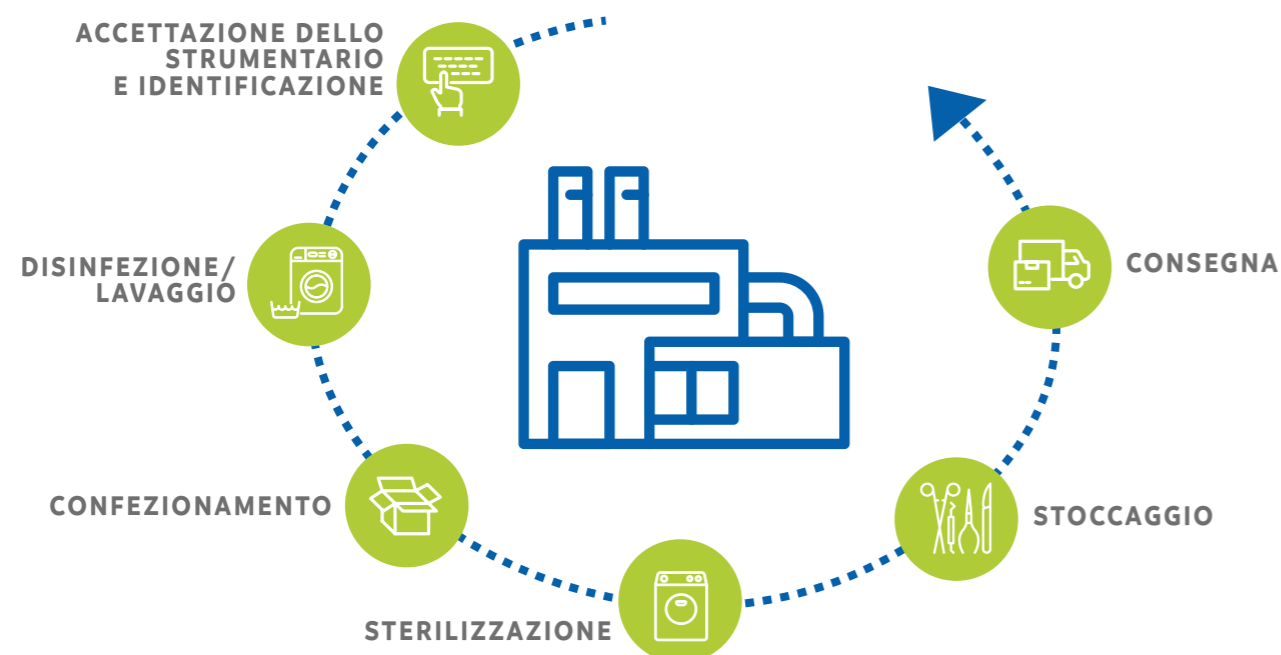 ACCETTAZIONE DELLO
STRUMENTARIO
E IDENTIFICAZIONE
DISINFEZIONE/
LAVAGGIO
CONFEZIONAMENTO
STERILIZZAZIONE
STOCCAGGIO
CONSEGNA